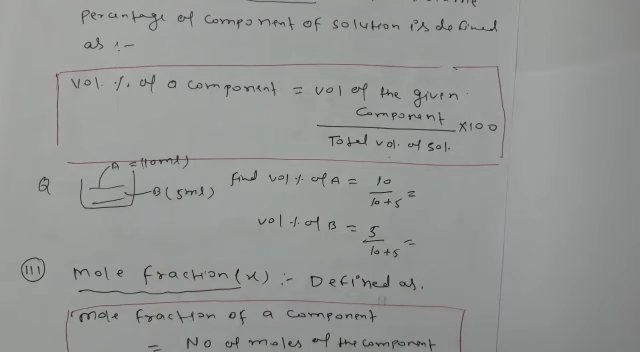 percentage of component of solution is defined
as :-
Vol. % of a component = vol of the given
component
Total vol. of sol. ×100
Q A = (10ml) find vol % of A = 10
10+5 =
B (5ml)
vol % of B = 5
10+5 =
(III) mole fraction (x) :- Defined as.
mole fraction of a component
= No of moles of the component